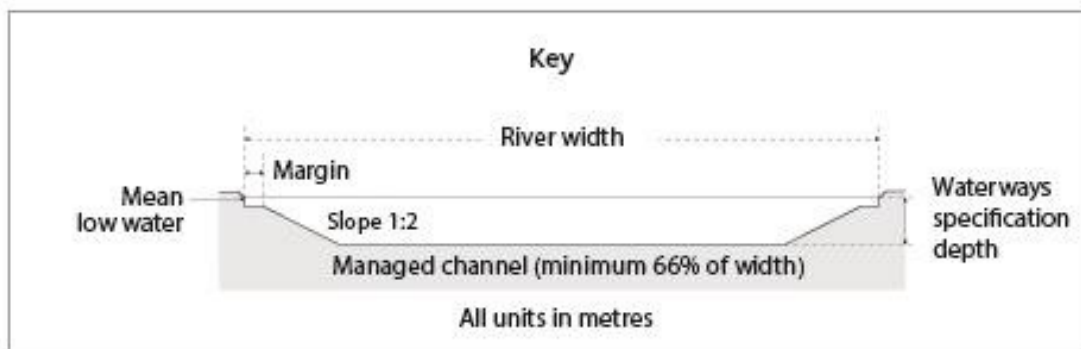 Key
River width
Margin
Mean
low water
Slope 1:2
Waterways
specification
depth
Managed channel (minimum 66% of width)
All units in metres